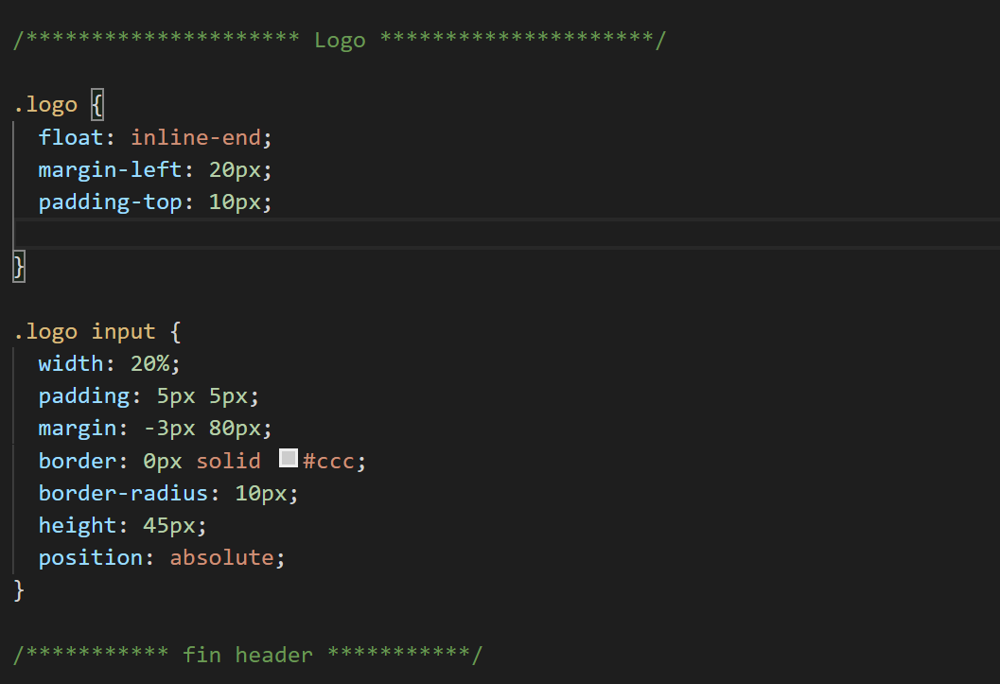 /********************* Logo *********************/
.logo {
float: inline-end;
margin-left: 20px;
padding-top: 10px;
}
.logo input {
width: 20%;
padding: 5px 5px;
margin: -3px 80px;
border: 0px solid #ccc;
border-radius: 10px;
height: 45px;
position: absolute;
}
/*********** fin header ***********/